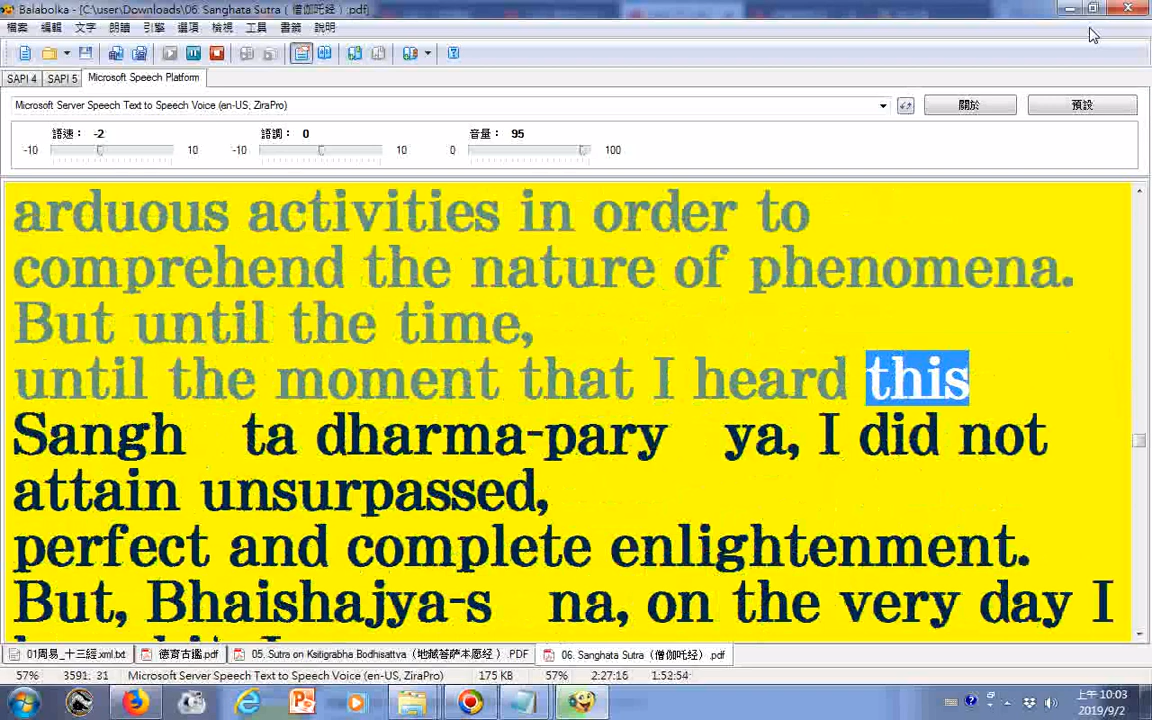 Balabolka - [C:\user\Downloads\06. Sanghata Sutra（僧伽吒经）.pdf]
檔案 編輯 文字 朗讀 引擎 選項 檢視 工具 書籤 說明
SAPI 4 SAPI 5 Microsoft Speech Platform
Microsoft Server Speech Text to Speech Voice (en-US, ZiraPro) 關於 預設
語速： -2 語調： 0 音量： 95
-10 10 -10 10 0 100
arduous activities in order to
comprehend the nature of phenomena.
But until the time,
until the moment that I heard this
Sangh ta dharma-pary ya, I did not
attain unsurpassed,
perfect and complete enlightenment.
But, Bhaishajya-s na, on the very day I
01周易_十三經.xml.txt 德育古鑑.pdf 05. Sutra on Ksitigrabha Bodhisattva（地藏菩萨本愿经）.PDF 06. Sanghata Sutra（僧伽吒经）.pdf
57% 3591: 31 Microsoft Server Speech Text to Speech Voice (en-US, ZiraPro) 175 KB 57% 2:27:16 1:52:54
上午 10:03
2019/9/2